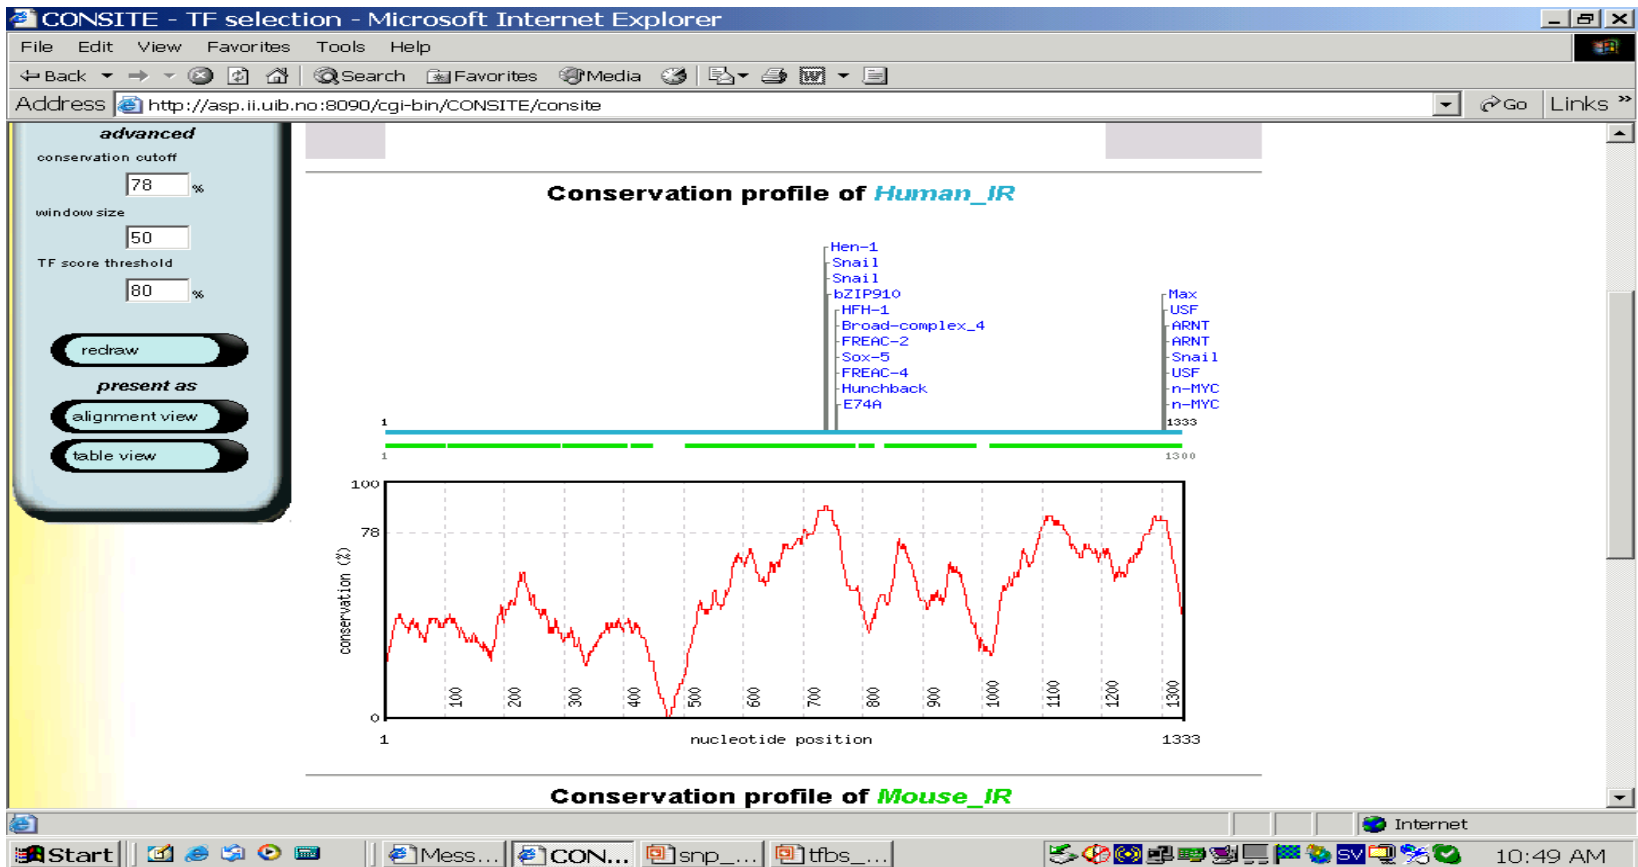 CONSITE - TF selection - Microsoft Internet Explorer
File Edit View Favorites Tools Help
Back Search Favorites Media
Address http://asp.ii.uib.no:8090/cgi-bin/CONSITE/consite Go Links »
advanced
conservation cutoff
78 %
window size
50
TF score threshold
80 %
redraw
present as
alignment view
table view
Conservation profile of Human_IR
Hen-1
Snail
Snail
bZIP910
HFH-1
Broad-complex_4
FREAC-2
Sox-5
FREAC-4
Hunchback
E74A
Max
USF
ARNT
ARNT
Snail
USF
n-MYC
n-MYC
1 1333
1 1300
100
78
0
conservation (%)
100 200 300 400 500 600 700 800 900 1000 1100 1200 1300
1 nucleotide position 1333
Conservation profile of Mouse_IR
Internet
Start Mess... CON... snp_... tfbs_... SV 10:49 AM